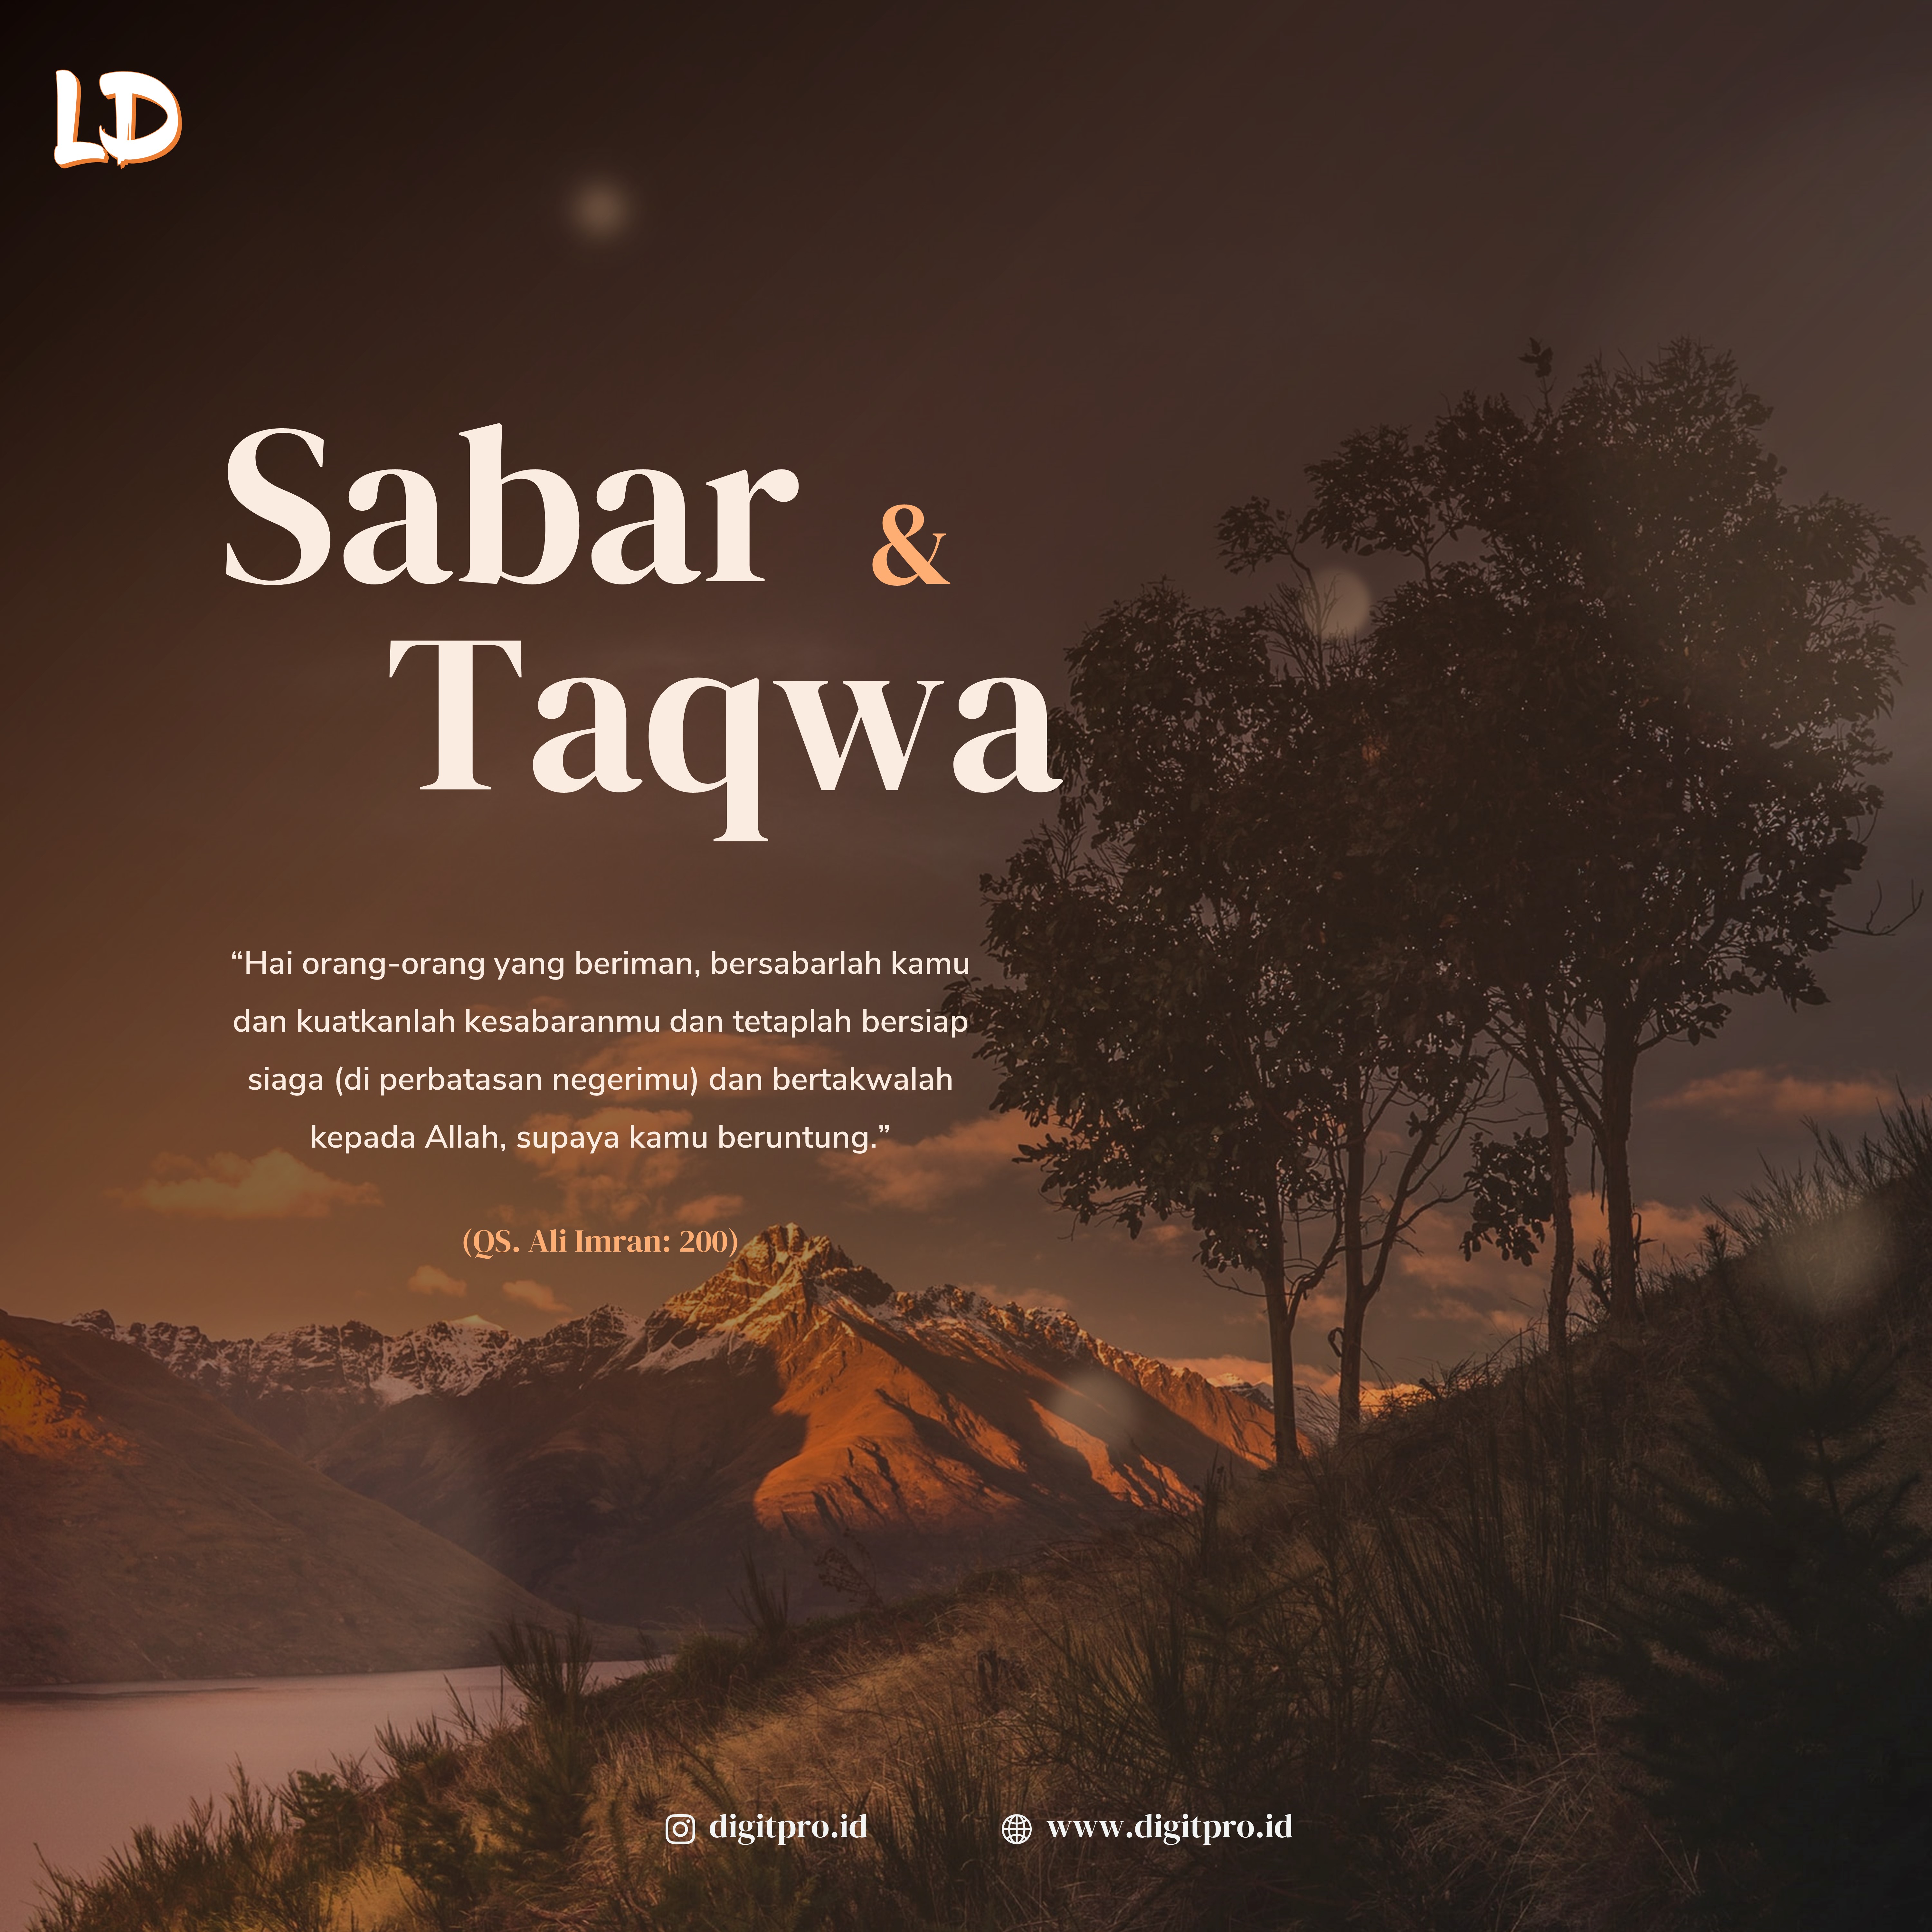 LD
Sabar &
Taqwa
“Hai orang-orang yang beriman, bersabarlah kamu
dan kuatkanlah kesabaranmu dan tetaplah bersiap
siaga (di perbatasan negerimu) dan bertakwalah
kepada Allah, supaya kamu beruntung.”
(QS. Ali Imran: 200)
digitpro.id www.digitpro.id